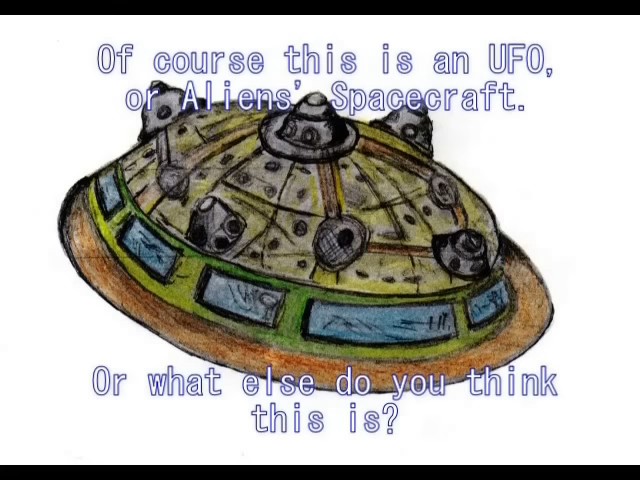 Of course this is an UFO,
or Aliens' Spacecraft.
Or what else do you think
this is?